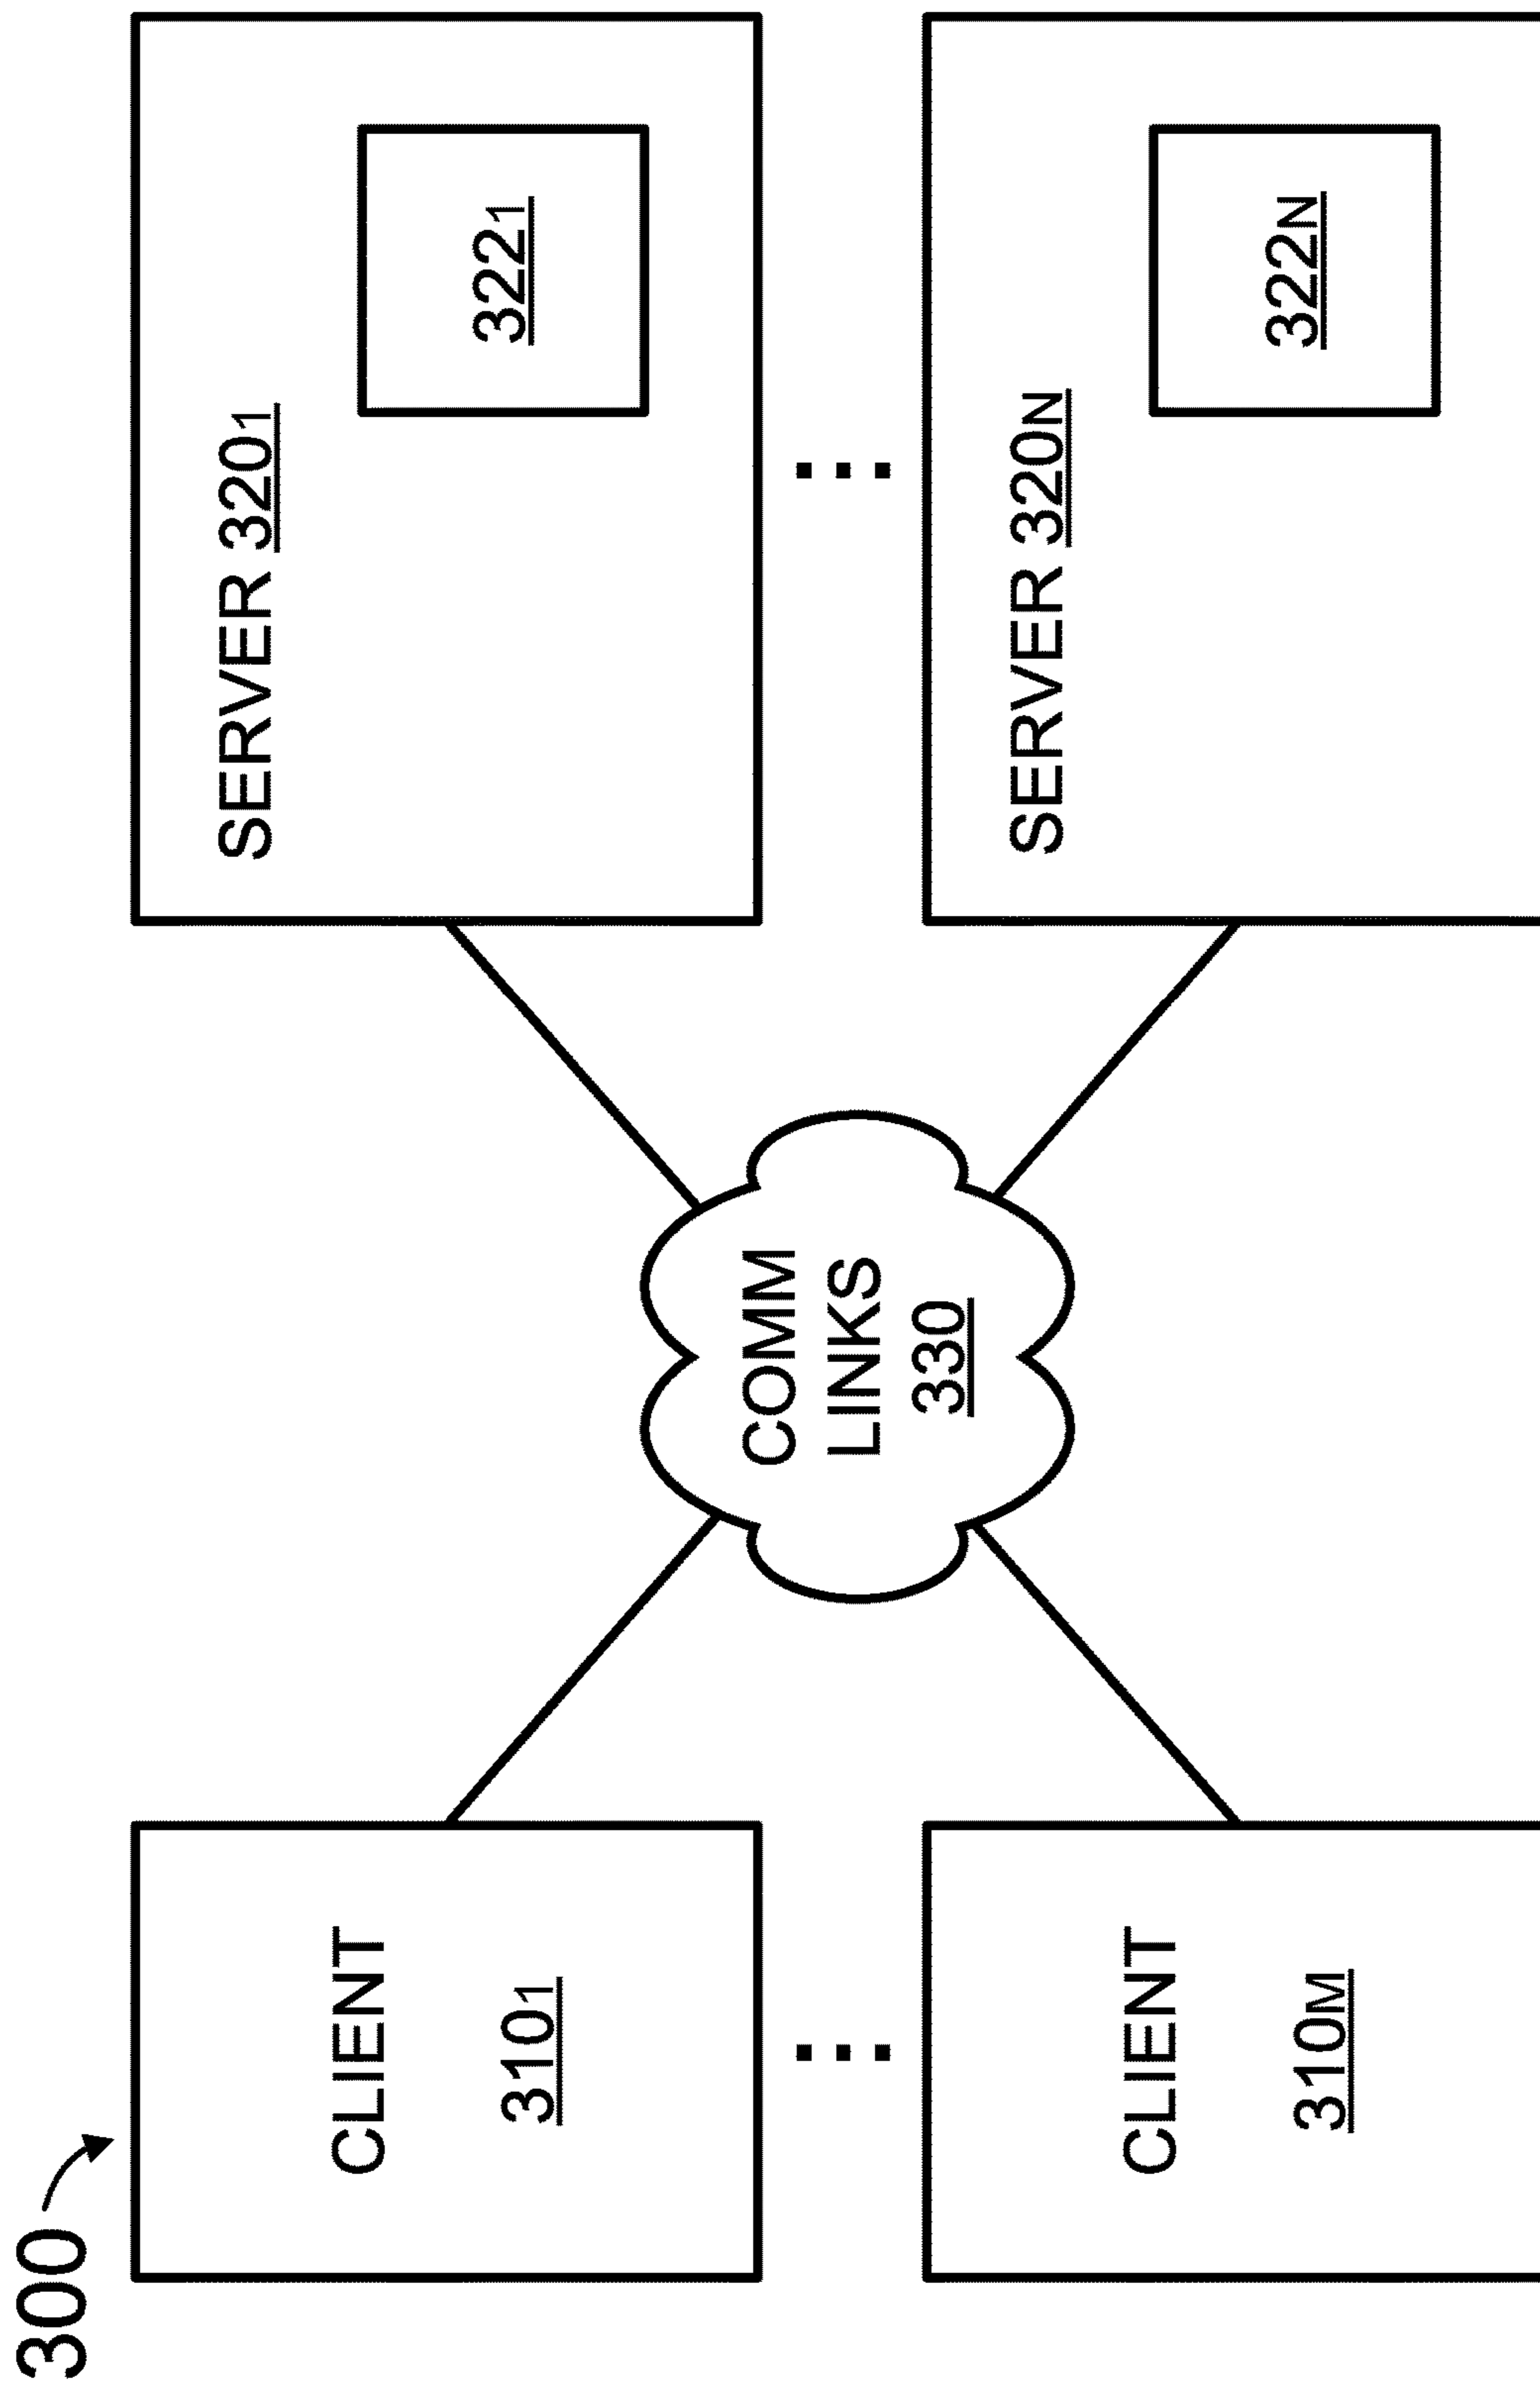 300
CLIENT
310₁
CLIENT
310M
COMM
LINKS
330
SERVER 320₁
322₁
SERVER 320N
322N